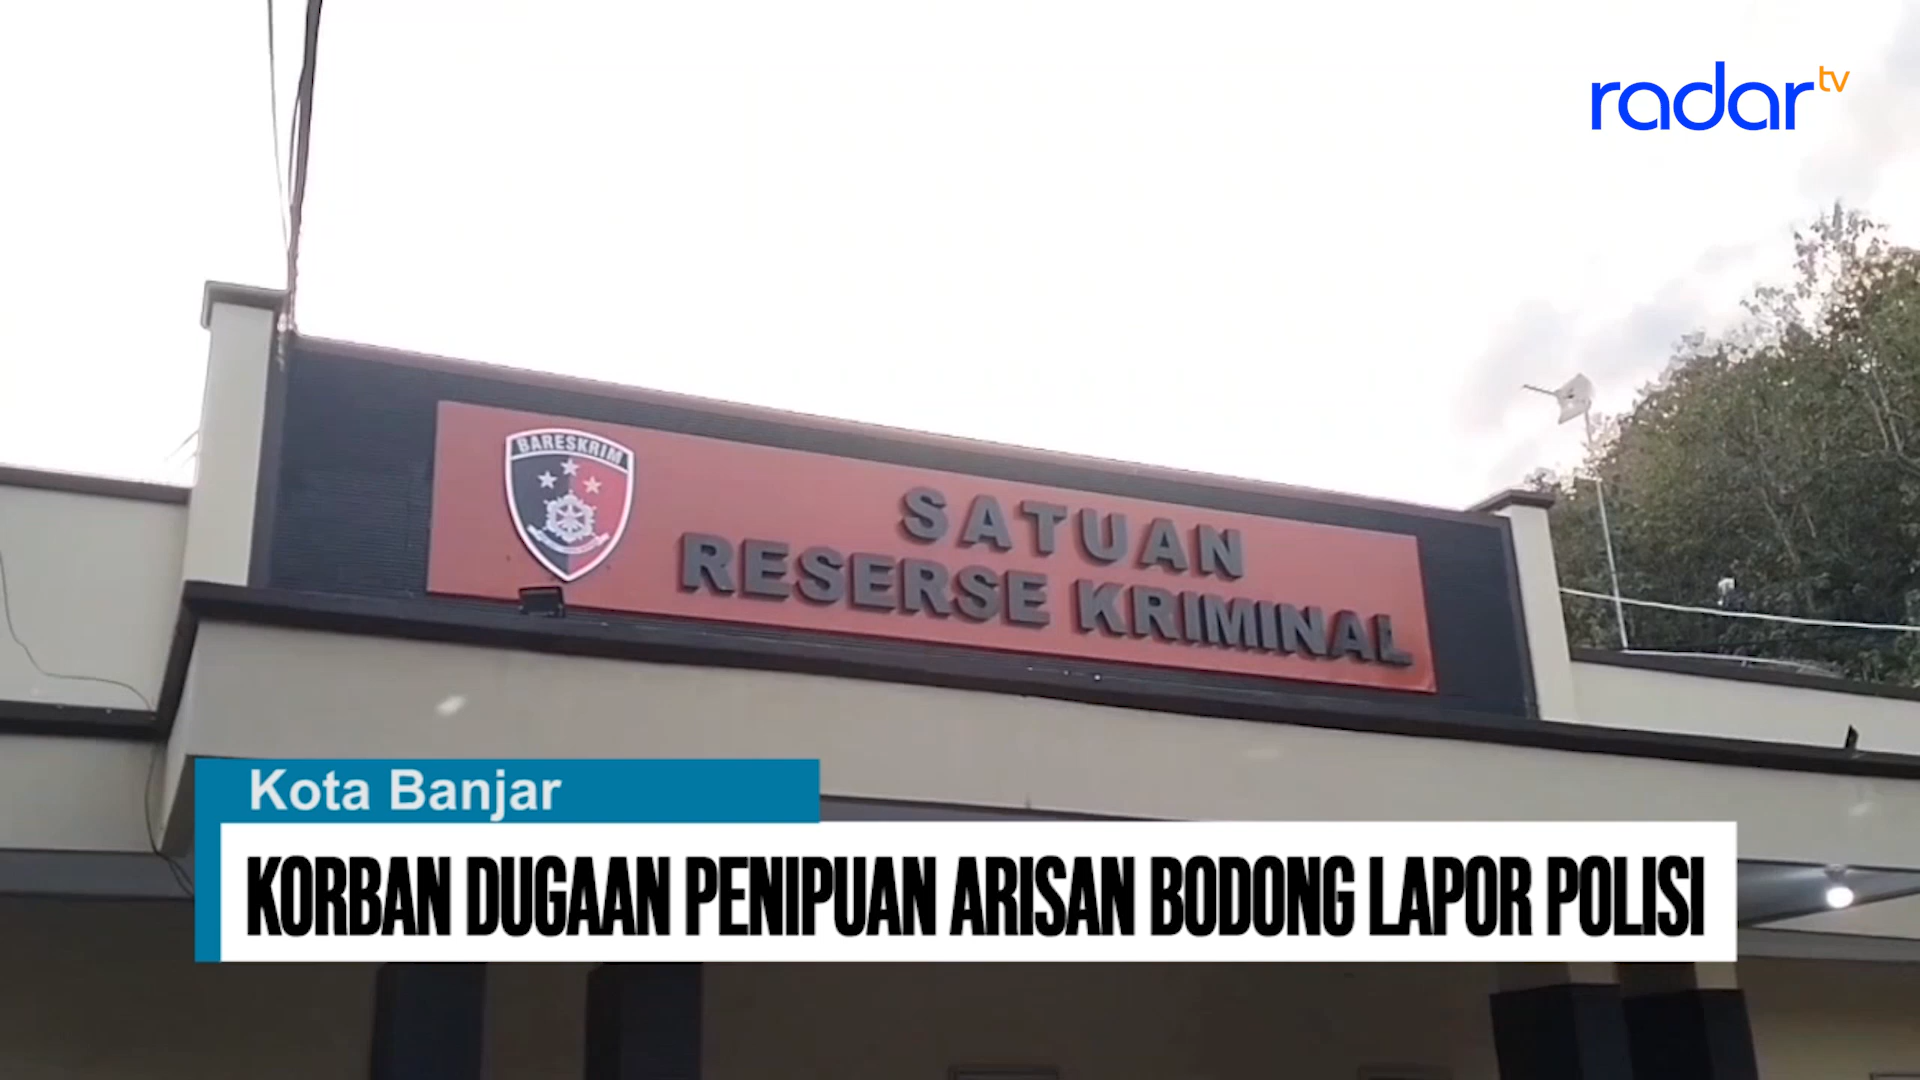 radar tv
BARESKRIM
SATUAN
RESERSE KRIMINAL
Kota Banjar
KORBAN DUGAAN PENIPUAN ARISAN BODONG LAPOR POLISI